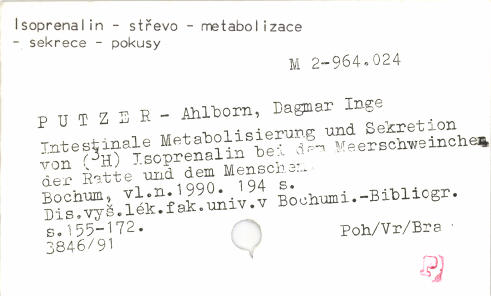 Isoprenalin - střevo - metabolizace
- sekrece - pokusy
M 2-964.024
P U T Z E R - Ahlborn, Dagmar Inge
Intestinale Metabolisierung und Sekretion
von (3H) Isoprenalin bei dem Meerschweinchen
der Ratte und dem Menschen.
Bochum, vl.n.1990. 194 s.
Dis.vyš.lék.fak.univ.v Bochumi.-Bibliogr.
s.155-172.
3846/91
Poh/Vr/Bra